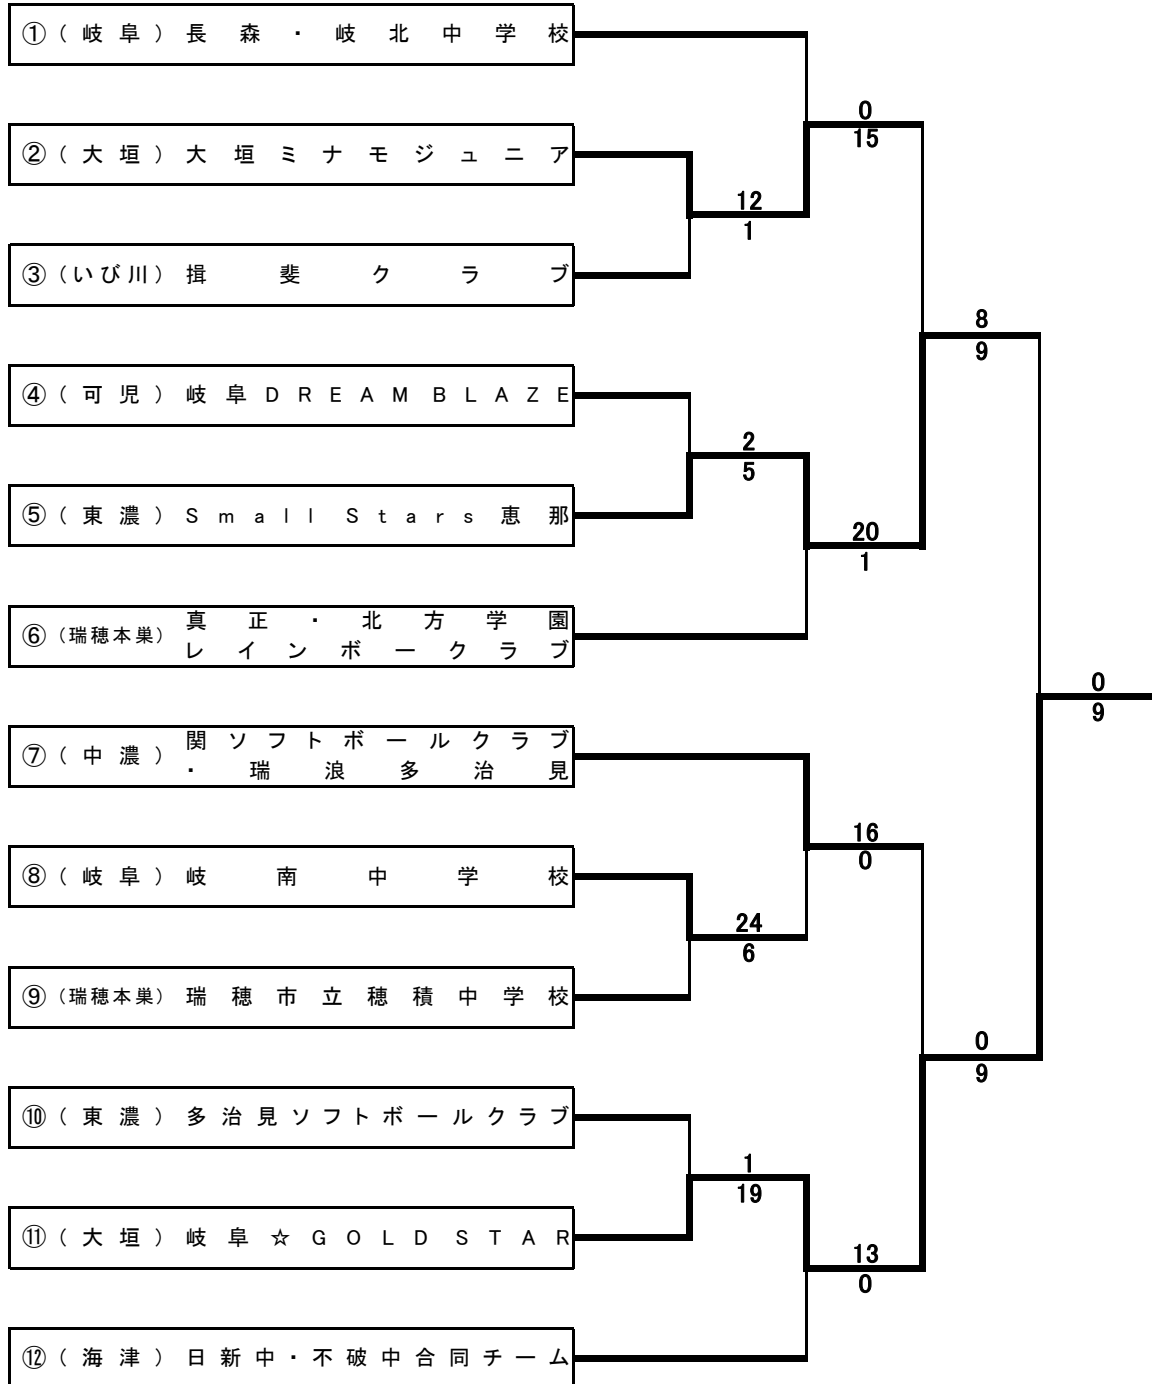 ①（岐阜）長森・岐北中学校
0
15
②（大垣）大垣ミナモジュニア
12
1
③（いび川）揖斐クラブ
8
9
④（可児）岐阜DREAM BLAZE
2
5
⑤（東濃）Small Stars恵那
20
1
⑥（瑞穂本巣）真正・北方学園
レインボークラブ
0
9
⑦（中濃）関ソフトボールクラブ
・瑞浪多治見
16
0
⑧（岐阜）岐南中学校
24
6
⑨（瑞穂本巣）瑞穂市立穂積中学校
0
9
⑩（東濃）多治見ソフトボールクラブ
1
19
⑪（大垣）岐阜☆GOLD STAR
13
0
⑫（海津）日新中・不破中合同チーム